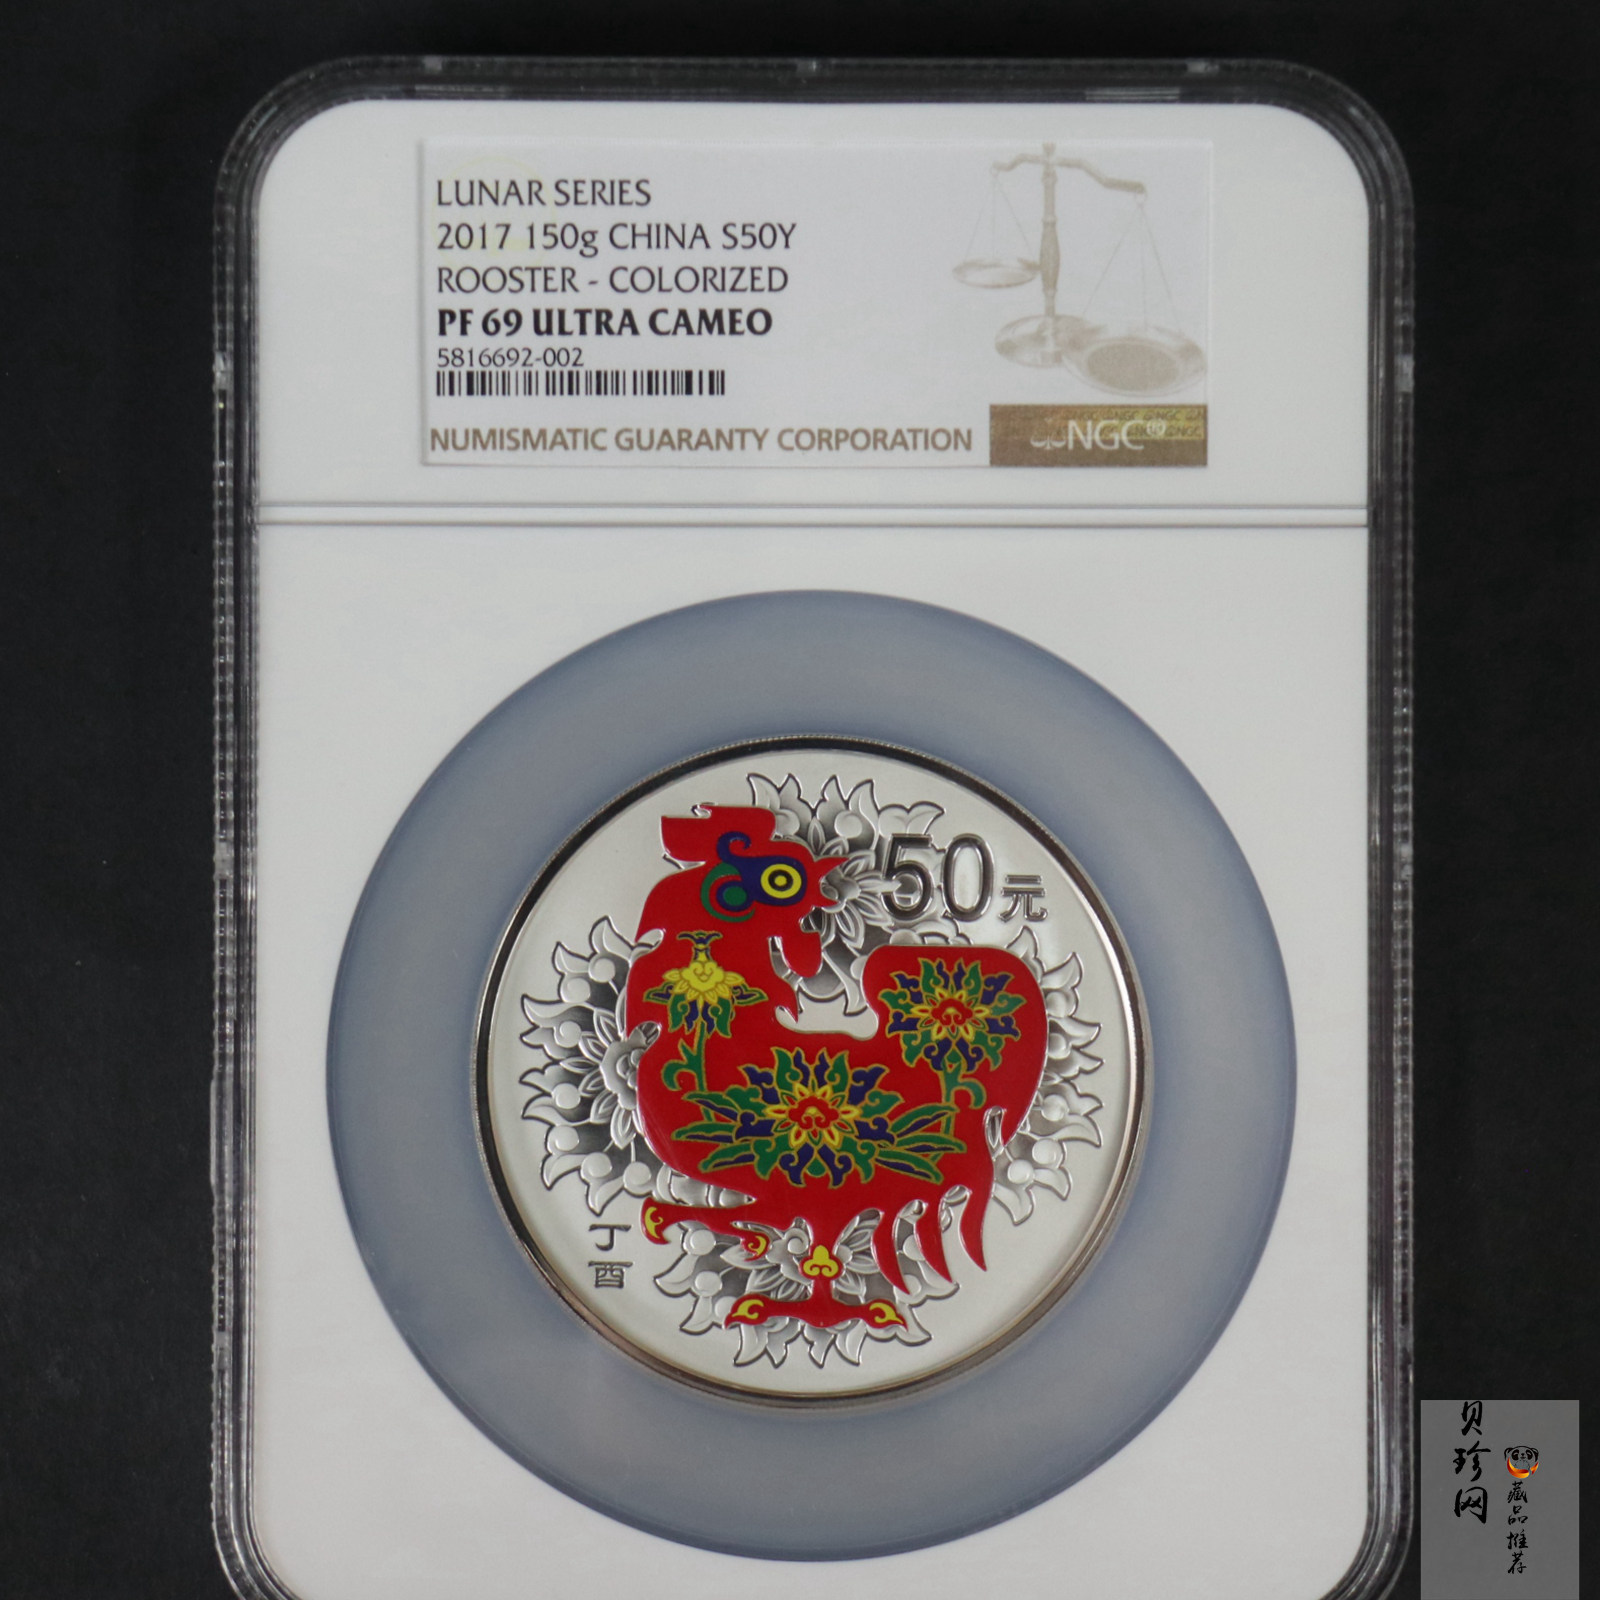 LUNAR SERIES
2017 150g CHINA S50Y
ROOSTER - COLORIZED
PF 69 ULTRA CAMEO
5816692-002
NUMISMATIC GUARANTY CORPORATION
NGC
50元
丁
酉
贝珍网
藏品推荐